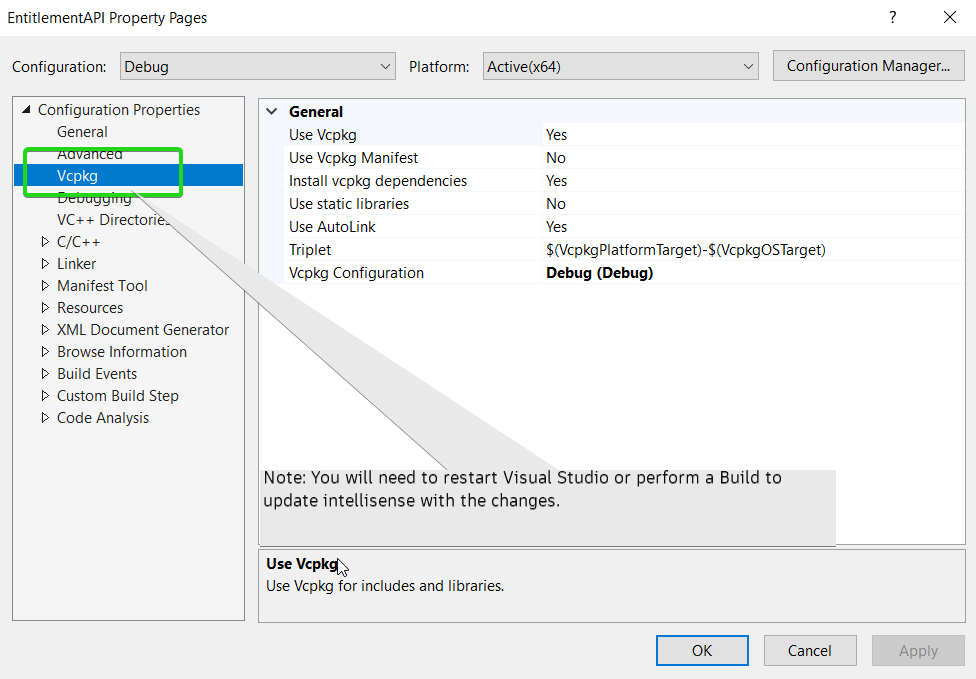 EntitlementAPI Property Pages
?
Configuration: Debug Platform: Active(x64) Configuration Manager...
Configuration Properties
General
Advanced
Vcpkg
Debugging
VC++ Directories
C/C++
Linker
Manifest Tool
Resources
XML Document Generator
Browse Information
Build Events
Custom Build Step
Code Analysis
General
Use Vcpkg Yes
Use Vcpkg Manifest No
Install vcpkg dependencies Yes
Use static libraries No
Use AutoLink Yes
Triplet $(VcpkgPlatformTarget)-$(VcpkgOSTarget)
Vcpkg Configuration Debug (Debug)
Note: You will need to restart Visual Studio or perform a Build to
update intellisense with the changes.
Use Vcpkg
Use Vcpkg for includes and libraries.
OK Cancel Apply